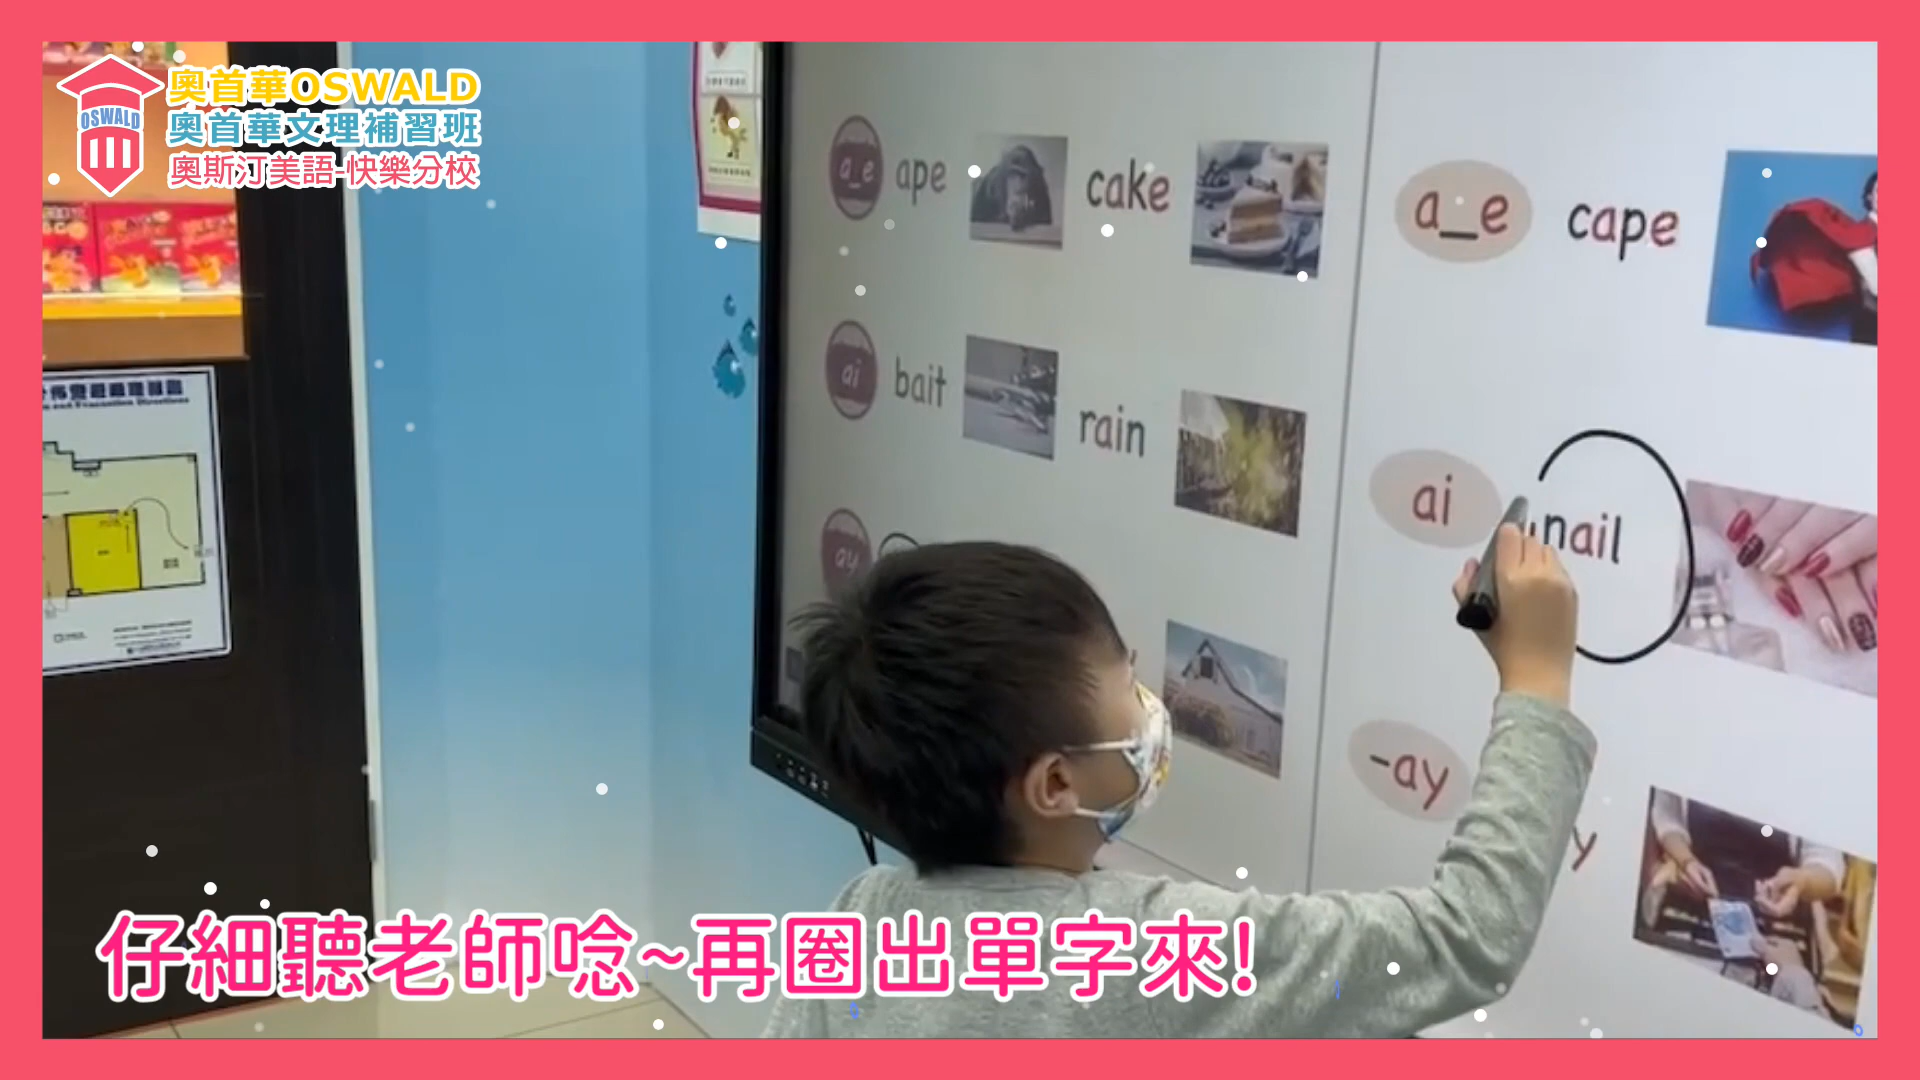 奧首華OSWALD
奧首華文理補習班
奧斯汀美語-快樂分校
OSWALD
a_e ape cake
a_e cape
ai bait rain
ai nail
ay
-ay
y
仔細聽老師唸~再圈出單字來!